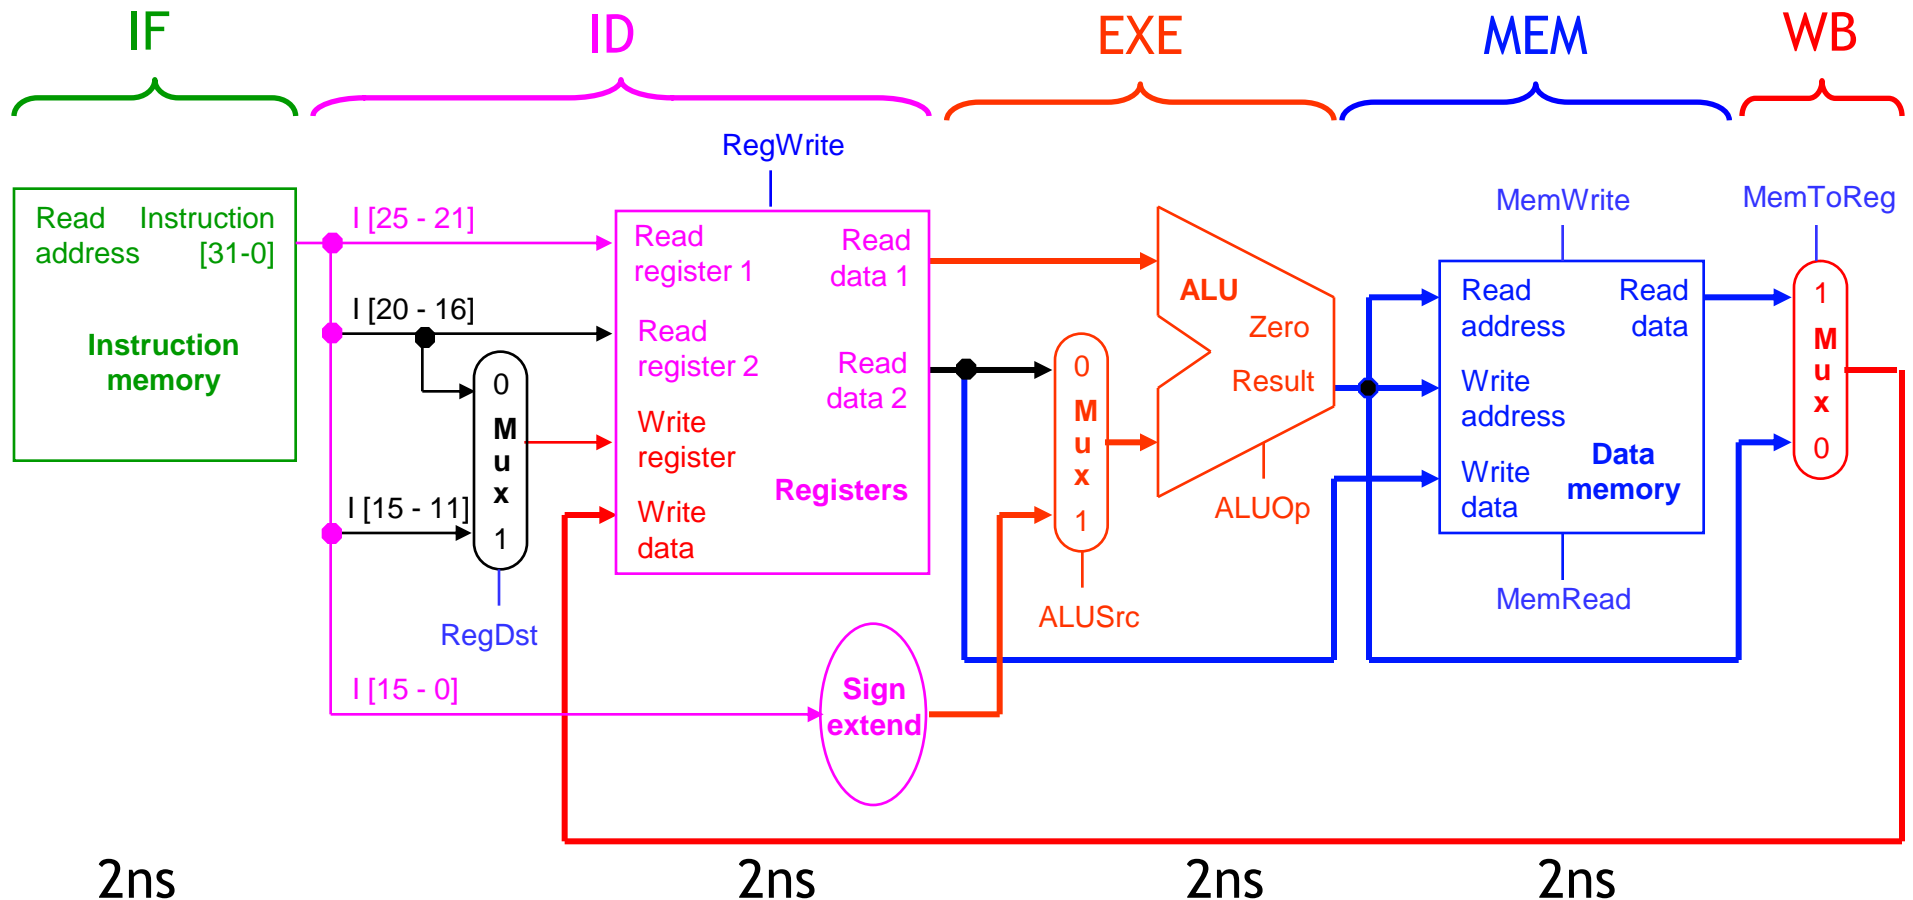 IF
ID
EXE
MEM
WB
RegWrite
MemWrite
MemToReg
Read Instruction
address [31-0]
Instruction
memory
I [25 - 21]
I [20 - 16]
I [15 - 11]
I [15 - 0]
0
M
u
x
1
RegDst
Read
register 1
Read
register 2
Write
register
Write
data
Read
data 1
Read
data 2
Registers
Sign
extend
0
M
u
x
1
ALUSrc
ALU
Zero
Result
ALUOp
Read
address
Write
address
Write
data
Read
data
Data
memory
MemRead
1
M
u
x
0
2ns
2ns
2ns
2ns